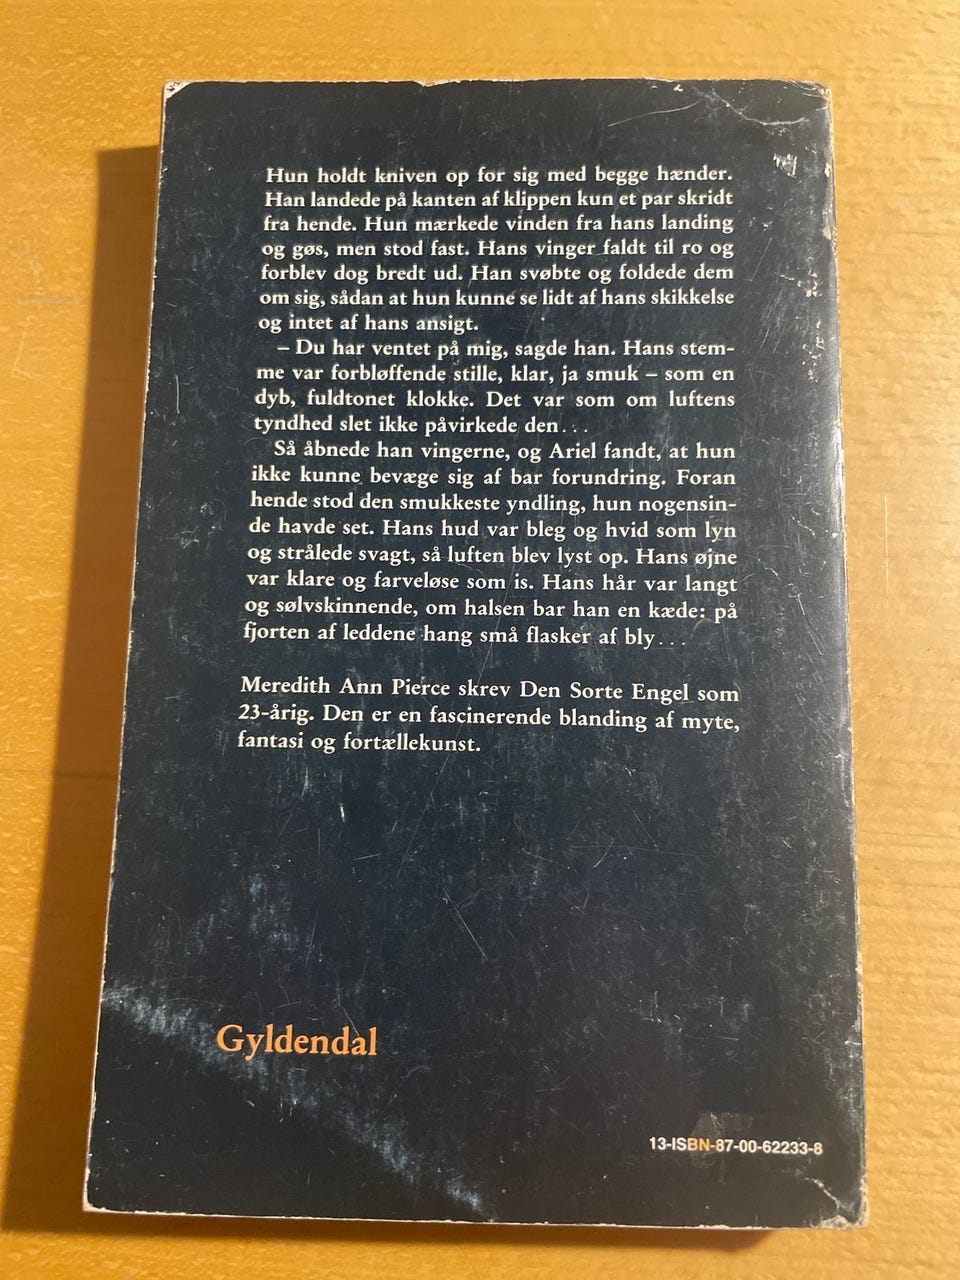 Hun holdt kniven op for sig med begge hænder.
Han landede på kanten af klippen kun et par skridt
fra hende. Hun mærkede vinden fra hans landing
og gøs, men stod fast. Hans vinger faldt til ro og
forblev dog bredt ud. Han svøbte og foldede dem
om sig, sådan at hun kunne se lidt af hans skikkelse
og intet af hans ansigt.
– Du har ventet på mig, sagde han. Hans stem-
me var forbløffende stille, klar, ja smuk – som en
dyb, fuldtonet klokke. Det var som om luftens
tyndhed slet ikke påvirkede den...
Så åbnede han vingerne, og Ariel fandt, at hun
ikke kunne bevæge sig af bar forundring. Foran
hende stod den smukkeste yndling, hun nogensin-
de havde set. Hans hud var bleg og hvid som lyn
og strålede svagt, så luften blev lyst op. Hans øjne
var klare og farveløse som is. Hans hår var langt
og sølvskinnende, om halsen bar han en kæde: på
fjorten af leddene hang små flasker af bly...
Meredith Ann Pierce skrev Den Sorte Engel som
23-årig. Den er en fascinerende blanding af myte,
fantasi og fortællekunst.
Gyldendal
13-ISBN-87-00-62233-8